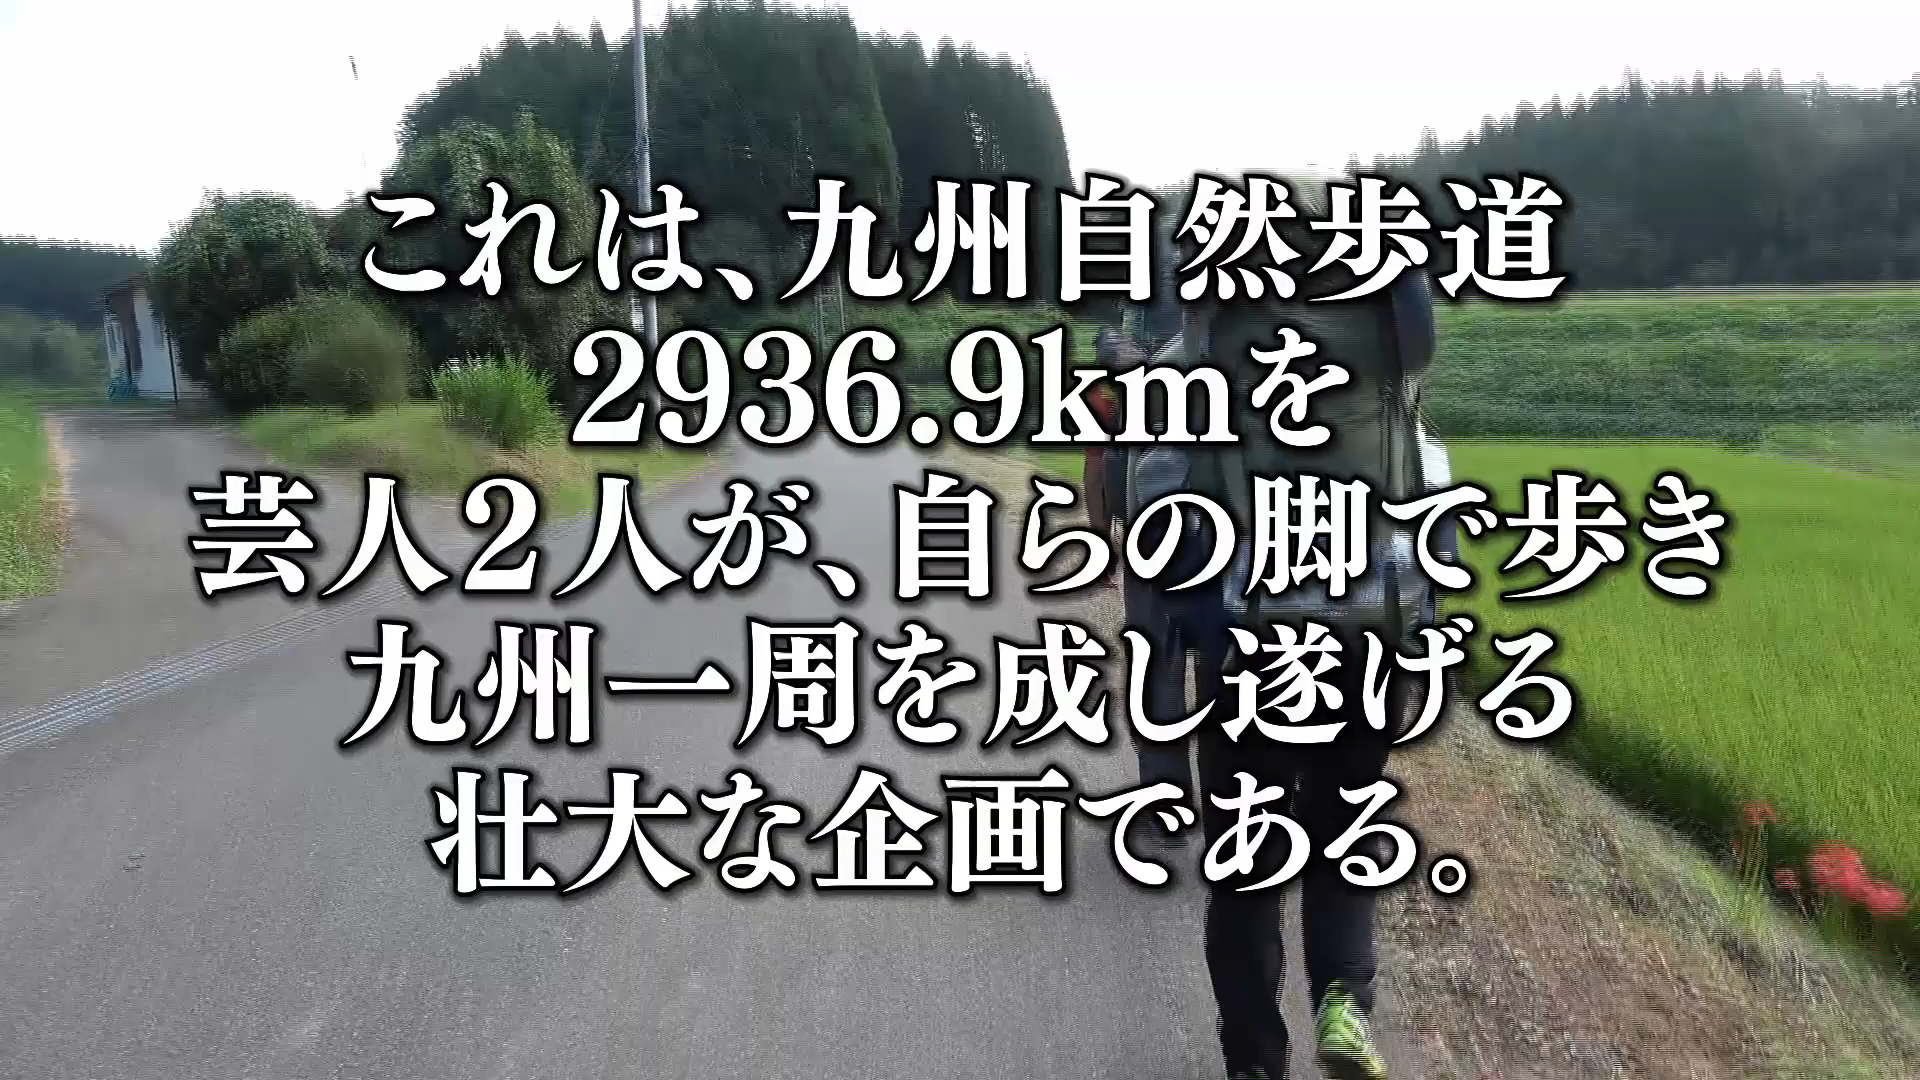 これは、九州自然歩道
2936.9kmを
芸人2人が、自らの脚で歩き
九州一周を成し遂げる
壮大な企画である。